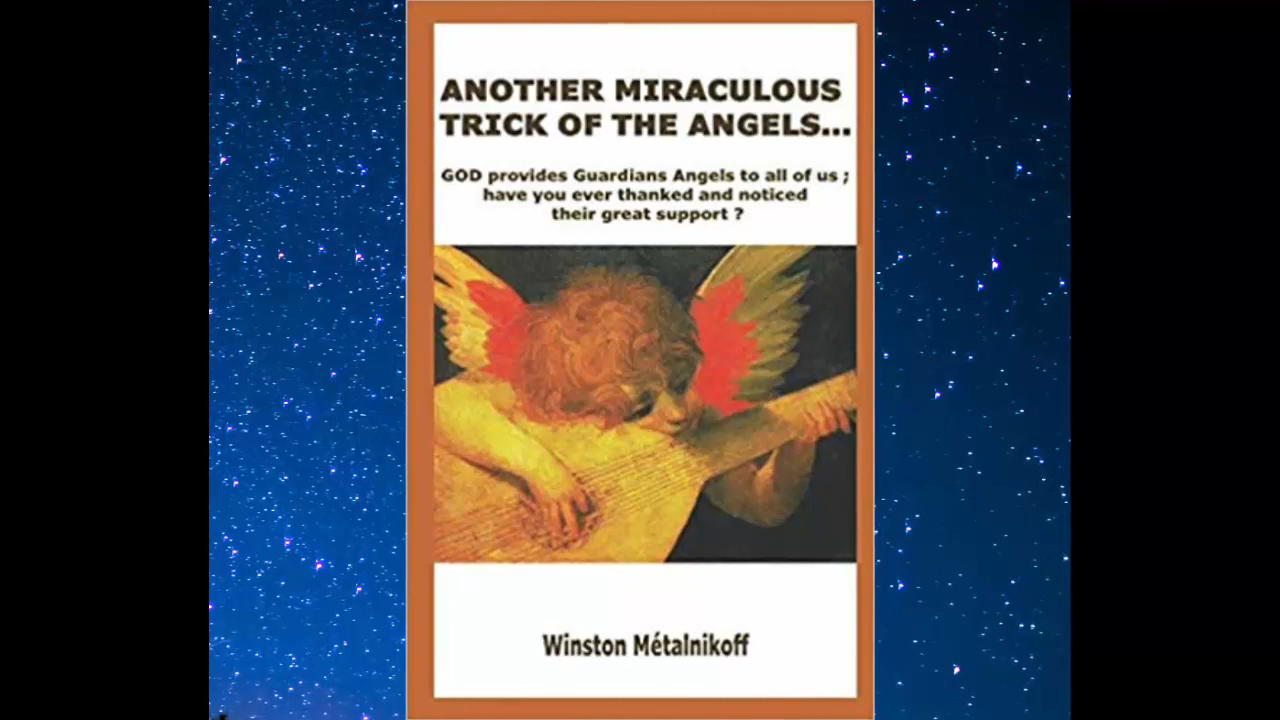 ANOTHER MIRACULOUS
TRICK OF THE ANGELS...
GOD provides Guardians Angels to all of us ;
have you ever thanked and noticed
their great support ?
Winston Métalnikoff